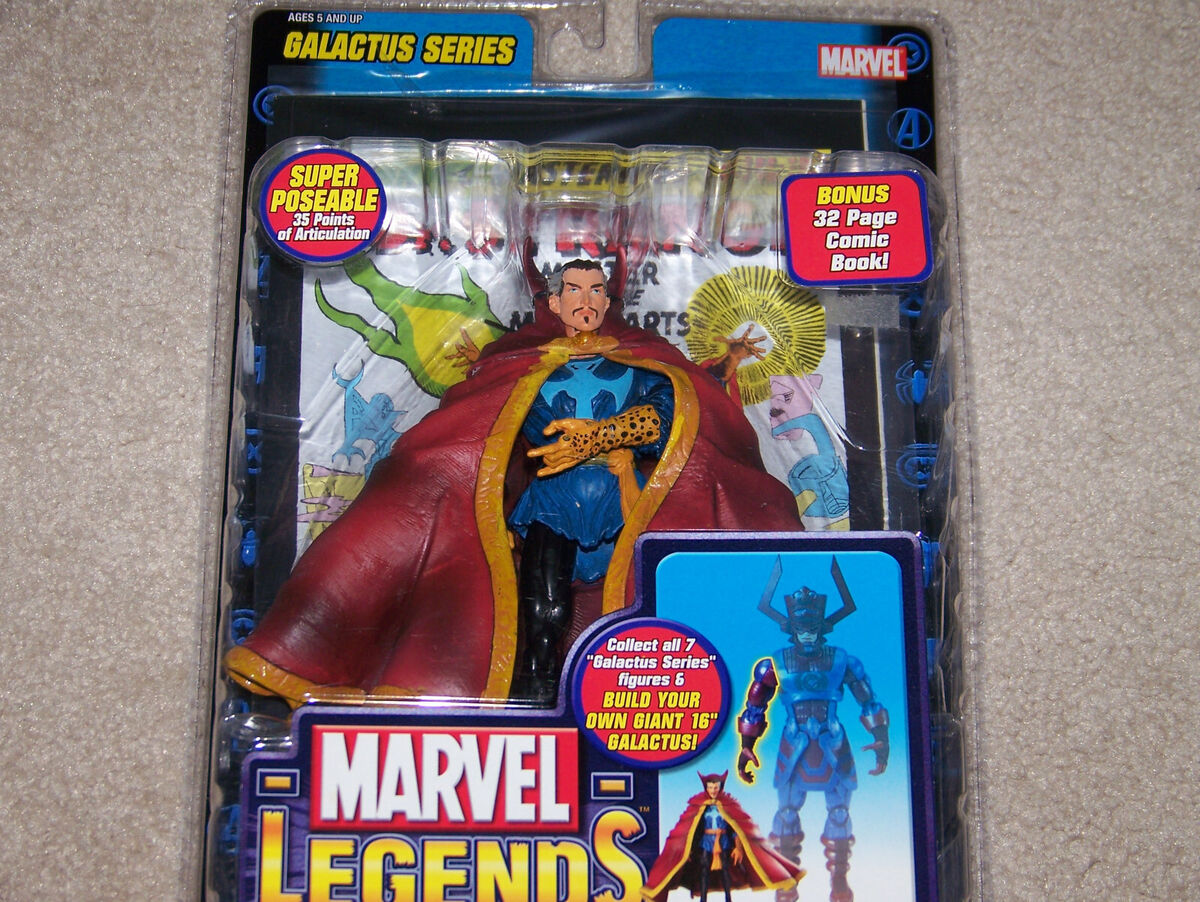 AGES 5 AND UP
GALACTUS SERIES
MARVEL
SUPER
POSEABLE
35 Points
of Articulation
BONUS
32 Page
Comic
Book!
Collect all 7
"Galactus Series"
figures &
BUILD YOUR
OWN GIANT 16"
GALACTUS!
MARVEL
LEGENDS™